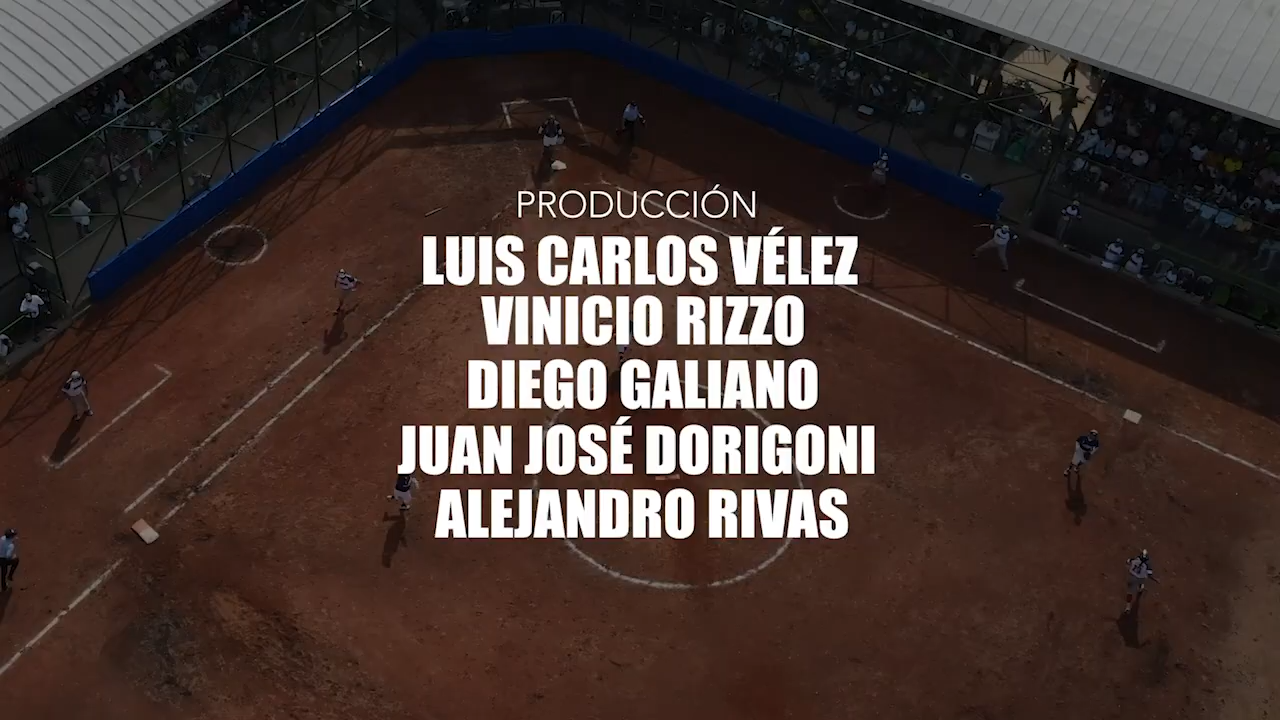 PRODUCCIÓN
LUIS CARLOS VÉLEZ
VINICIO RIZZO
DIEGO GALIANO
JUAN JOSÉ DORIGONI
ALEJANDRO RIVAS